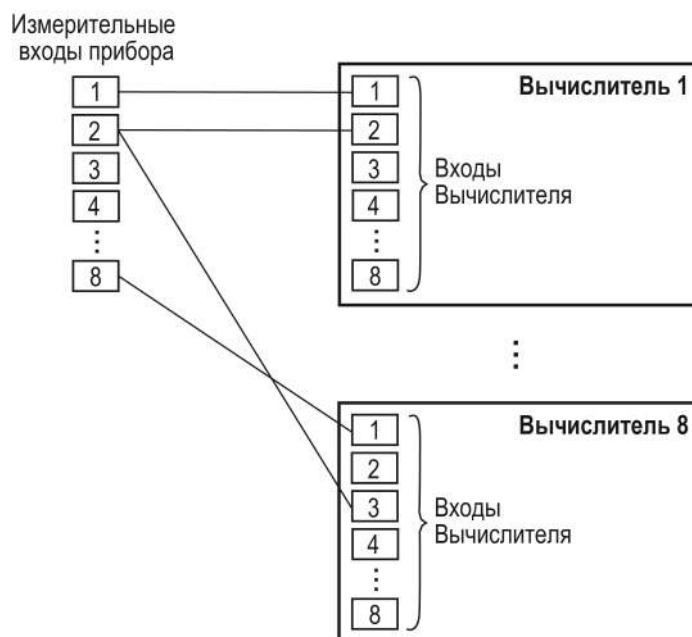 Измерительные
входы прибора
1
2
3
4
8
Вычислитель 1
1
2
3
4
8
Входы
Вычислителя
Вычислитель 8
1
2
3
4
8
Входы
Вычислителя